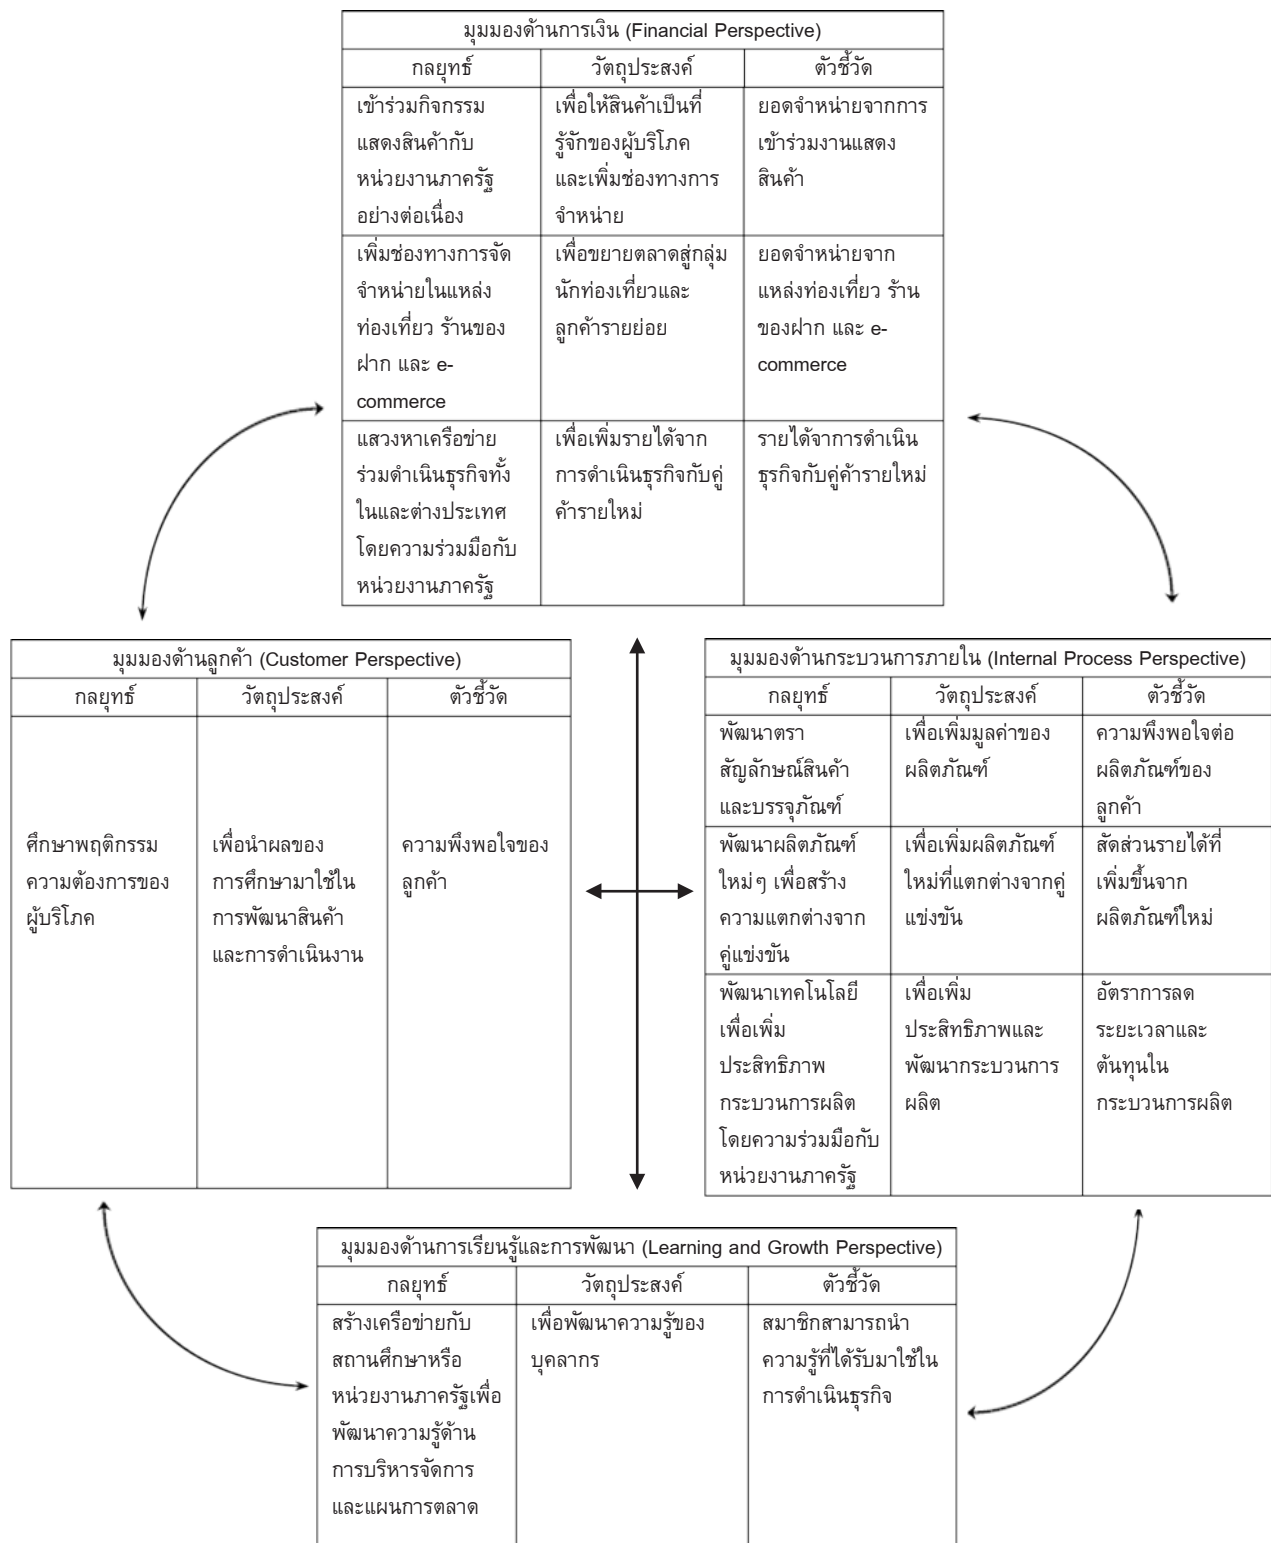 มุมมองด้านการเงิน (Financial Perspective)
กลยุทธ์
วัตถุประสงค์
ตัวชี้วัด
เข้าร่วมกิจกรรม
แสดงสินค้ากับ
หน่วยงานภาครัฐ
อย่างต่อเนื่อง
เพื่อให้สินค้าเป็นที่
รู้จักของผู้บริโภค
และเพิ่มช่องทางการ
จำหน่าย
ยอดจำหน่ายจากการ
เข้าร่วมงานแสดง
สินค้า
เพิ่มช่องทางการจัด
จำหน่ายในแหล่ง
ท่องเที่ยว ร้านของ
ฝาก และ e-
commerce
เพื่อขยายตลาดสู่กลุ่ม
นักท่องเที่ยวและ
ลูกค้ารายย่อย
ยอดจำหน่ายจาก
แหล่งท่องเที่ยว ร้าน
ของฝาก และ e-
commerce
แสวงหาเครือข่าย
ร่วมดำเนินธุรกิจทั้ง
ในและต่างประเทศ
โดยความร่วมมือกับ
หน่วยงานภาครัฐ
เพื่อเพิ่มรายได้จาก
การดำเนินธุรกิจกับคู่
ค้ารายใหม่
รายได้จาการดำเนิน
ธุรกิจกับคู่ค้ารายใหม่
มุมมองด้านลูกค้า (Customer Perspective)
กลยุทธ์
วัตถุประสงค์
ตัวชี้วัด
ศึกษาพฤติกรรม
ความต้องการของ
ผู้บริโภค
เพื่อนำผลของ
การศึกษามาใช้ใน
การพัฒนาสินค้า
และการดำเนินงาน
ความพึงพอใจของ
ลูกค้า
มุมมองด้านกระบวนการภายใน (Internal Process Perspective)
กลยุทธ์
วัตถุประสงค์
ตัวชี้วัด
พัฒนาตรา
สัญลักษณ์สินค้า
และบรรจุภัณฑ์
เพื่อเพิ่มมูลค่าของ
ผลิตภัณฑ์
ความพึงพอใจต่อ
ผลิตภัณฑ์ของ
ลูกค้า
พัฒนาผลิตภัณฑ์
ใหม่ๆ เพื่อสร้าง
ความแตกต่างจาก
คู่แข่งขัน
เพื่อเพิ่มผลิตภัณฑ์
ใหม่ที่แตกต่างจากคู่
แข่งขัน
สัดส่วนรายได้ที่
เพิ่มขึ้นจาก
ผลิตภัณฑ์ใหม่
พัฒนาเทคโนโลยี
เพื่อเพิ่ม
ประสิทธิภาพ
กระบวนการผลิต
โดยความร่วมมือกับ
หน่วยงานภาครัฐ
เพื่อเพิ่ม
ประสิทธิภาพและ
พัฒนากระบวนการ
ผลิต
อัตราการลด
ระยะเวลาและ
ต้นทุนใน
กระบวนการผลิต
มุมมองด้านการเรียนรู้และการพัฒนา (Learning and Growth Perspective)
กลยุทธ์
วัตถุประสงค์
ตัวชี้วัด
สร้างเครือข่ายกับ
สถานศึกษาหรือ
หน่วยงานภาครัฐเพื่อ
พัฒนาความรู้ด้าน
การบริหารจัดการ
และแผนการตลาด
เพื่อพัฒนาความรู้ของ
บุคลากร
สมาชิกสามารถนำ
ความรู้ที่ได้รับมาใช้ใน
การดำเนินธุรกิจ